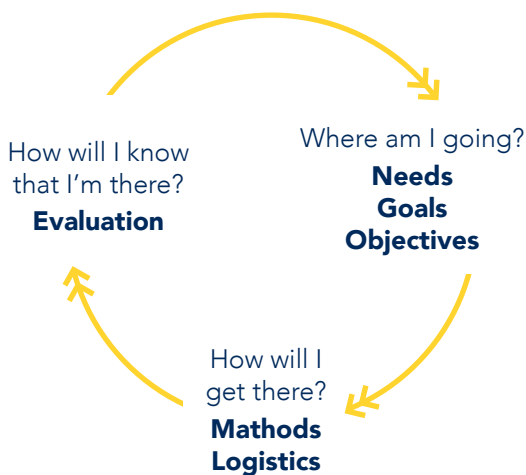 How will I know
that I'm there?
Evaluation
Where am I going?
Needs
Goals
Objectives
How will I
get there?
Mathods
Logistics